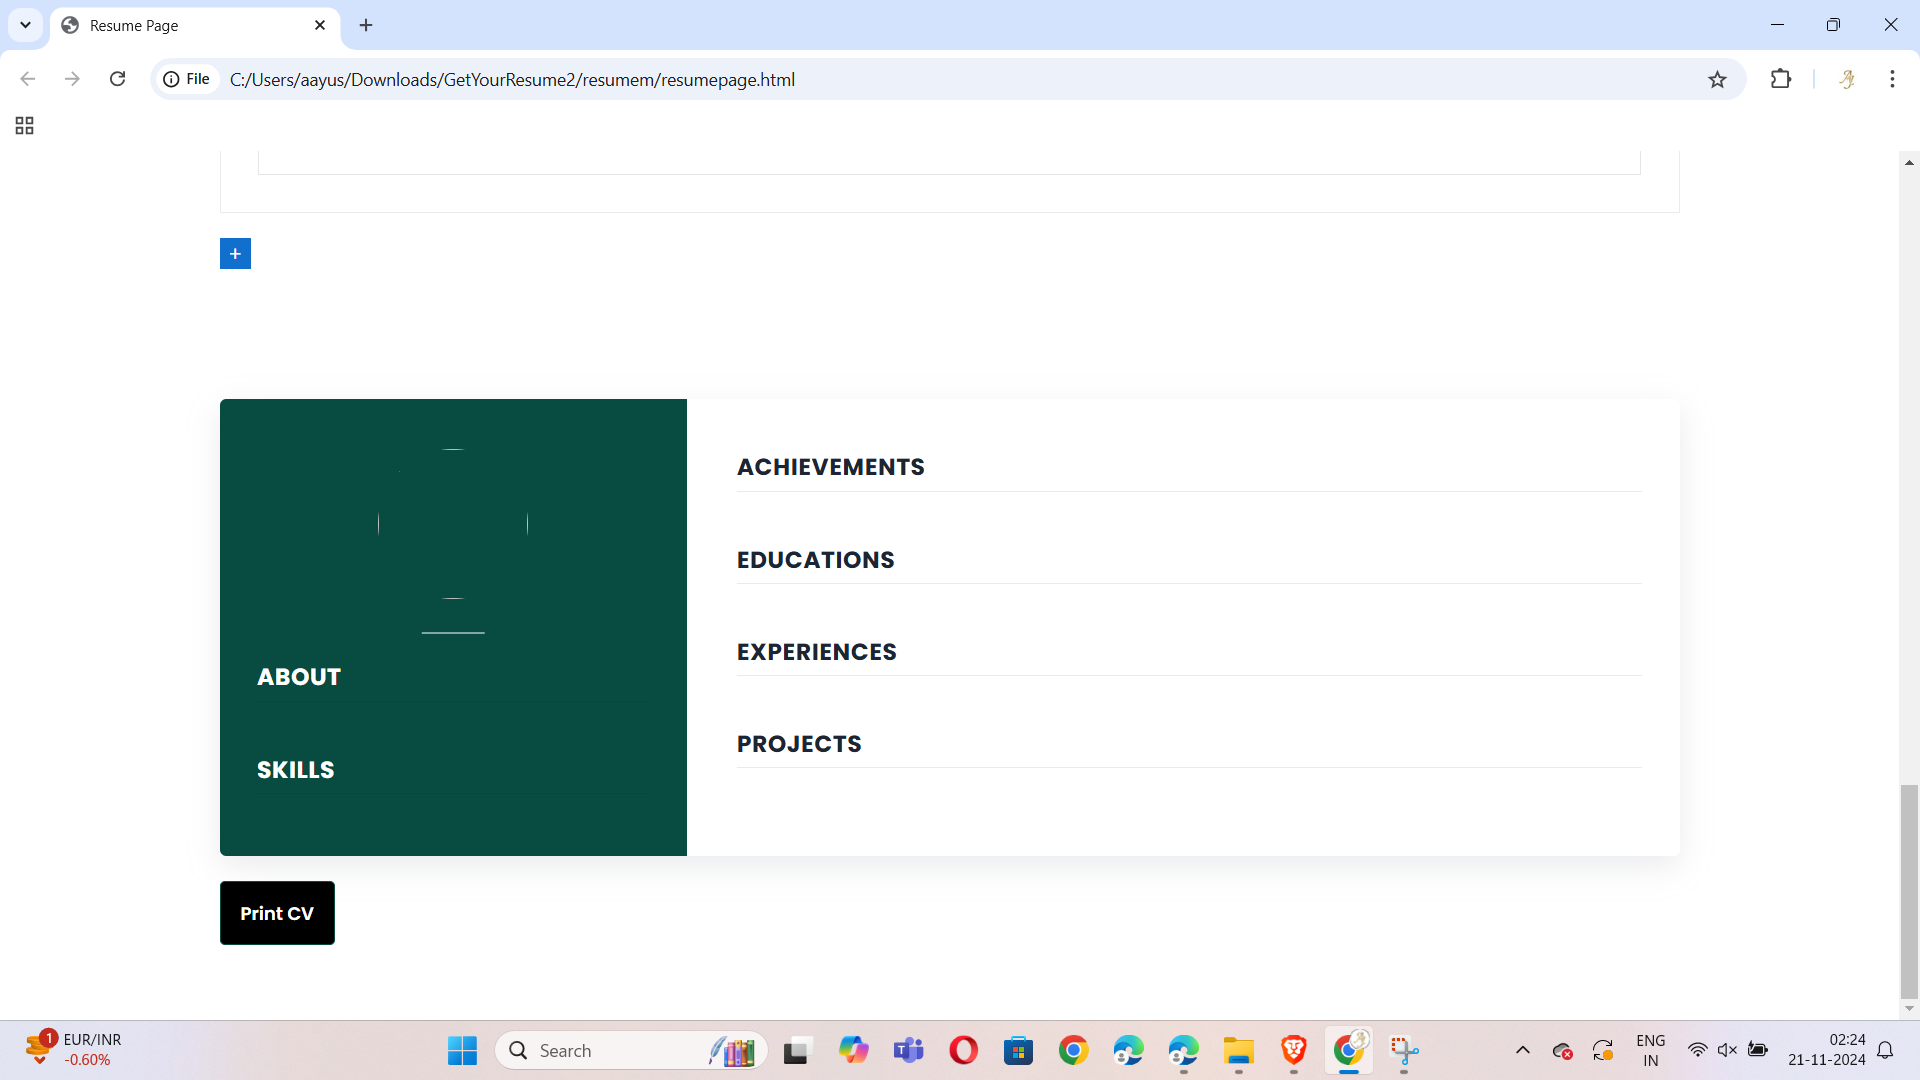 Resume Page
File
C:/Users/aayus/Downloads/GetYourResume2/resumem/resumepage.html
+
ACHIEVEMENTS
EDUCATIONS
EXPERIENCES
PROJECTS
ABOUT
SKILLS
Print CV
1
EUR/INR
-0.60%
Search
ENG
IN
02:24
21-11-2024